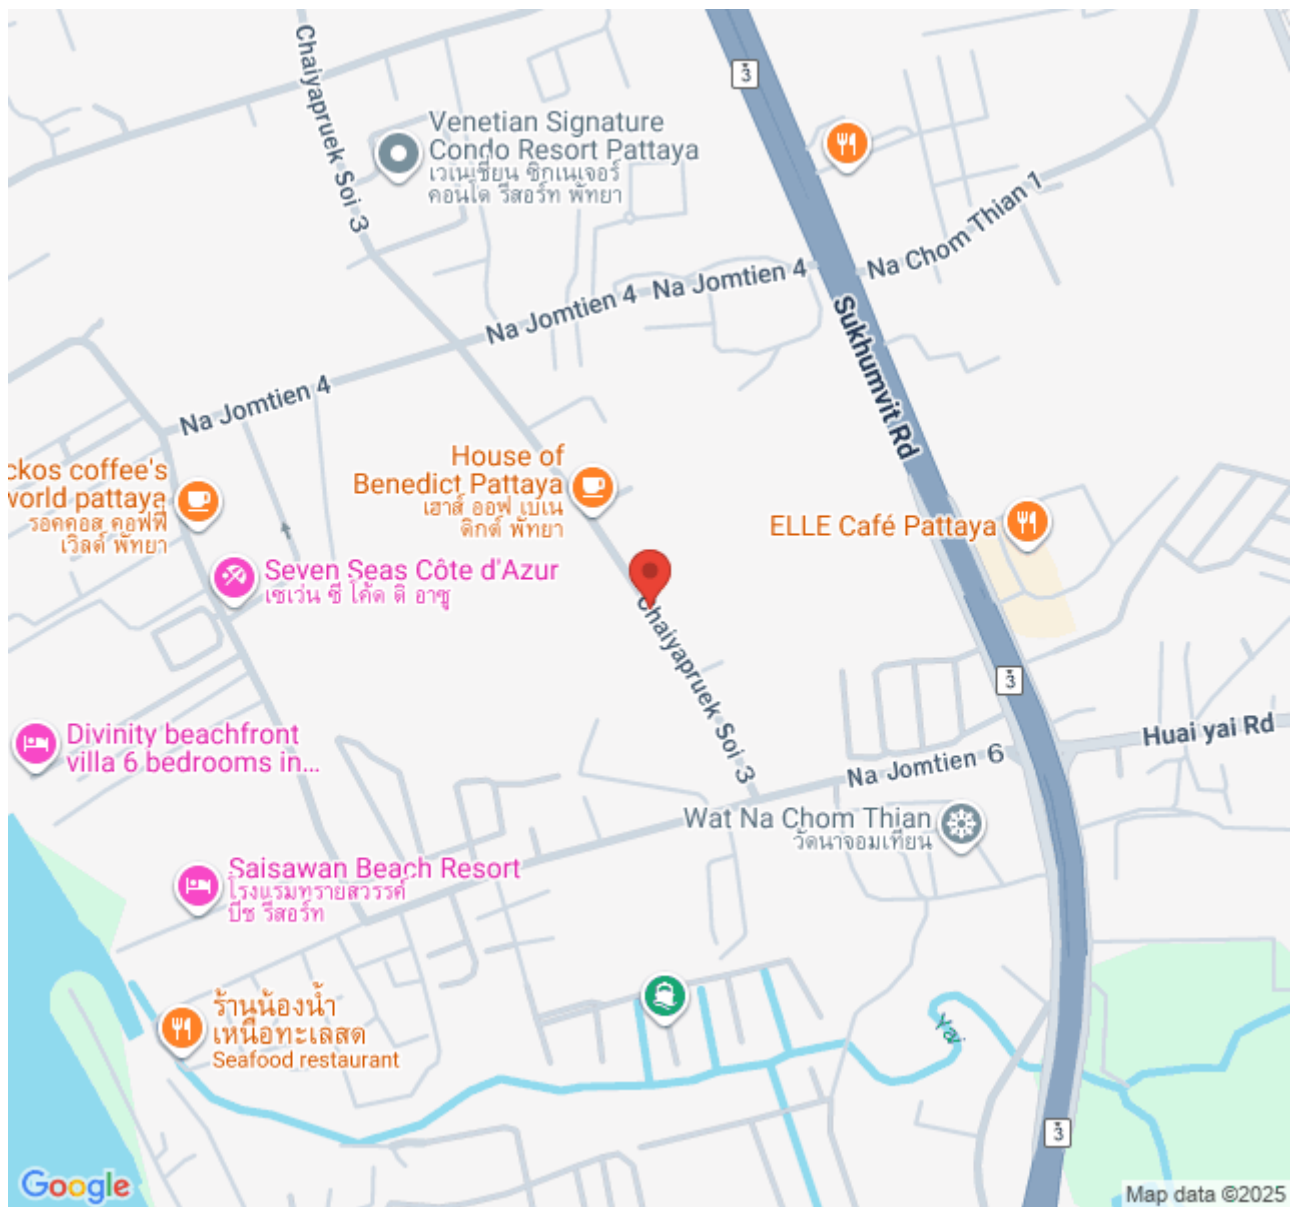 Chaiyapruek Soi 3
3
Venetian Signature
Condo Resort Pattaya
เวเนเชี่ยน ซิกเนเจอร์
คอนโด รีสอร์ท พัทยา
Na Chom Thian 1
Na Jomtien 4
Na Jomtien 4
Sukhumvit Rd
Na Jomtien 4
House of
Benedict Pattaya
เฮาส์ ออฟ เบเน
ดิกต์ พัทยา
ckos coffee's
world pattaya
รอคคอส คอฟฟี่
เวิลด์ พัทยา
ELLE Café Pattaya
Seven Seas Côte d'Azur
เซเว่น ซี โค้ด ดิ อาซู
Chaiyapruek Soi 3
3
Divinity beachfront
villa 6 bedrooms in...
Huai yai Rd
Na Jomtien 6
Wat Na Chom Thian
วัดนาจอมเทียน
Saisawan Beach Resort
โรงแรมทรายสวรรค์
บีช รีสอร์ท
ร้านน้องน้ำ
เหนือทะเลสด
Seafood restaurant
Yai
3
Google
Map data ©2025